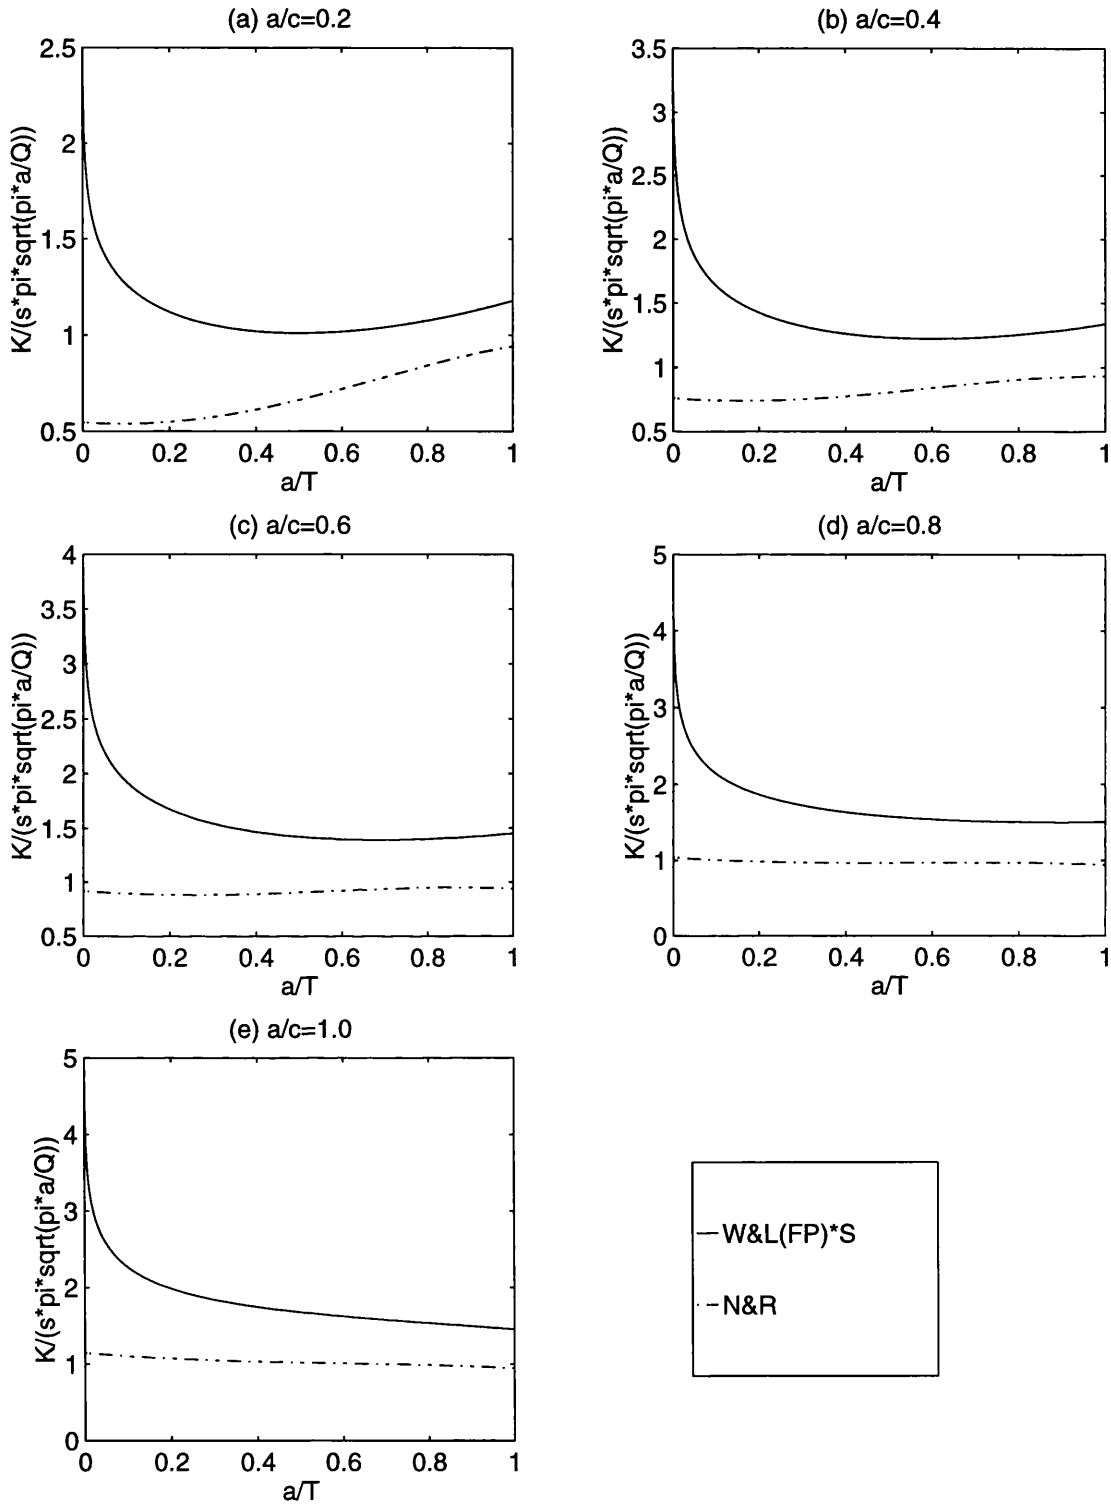 (a) a/c=0.2
2.5
2
1.5
1
0.5
0 0.2 0.4 0.6 0.8 1
a/T
K/(s*pi*sqrt(pi*a/Q))
(b) a/c=0.4
3.5
3
2.5
2
1.5
1
0.5
0 0.2 0.4 0.6 0.8 1
a/T
K/(s*pi*sqrt(pi*a/Q))
(c) a/c=0.6
4
3.5
3
2.5
2
1.5
1
0.5
0 0.2 0.4 0.6 0.8 1
a/T
K/(s*pi*sqrt(pi*a/Q))
(d) a/c=0.8
5
4
3
2
1
0
0 0.2 0.4 0.6 0.8 1
a/T
K/(s*pi*sqrt(pi*a/Q))
(e) a/c=1.0
5
4
3
2
1
0
0 0.2 0.4 0.6 0.8 1
a/T
K/(s*pi*sqrt(pi*a/Q))
W&L(FP)*S
N&R